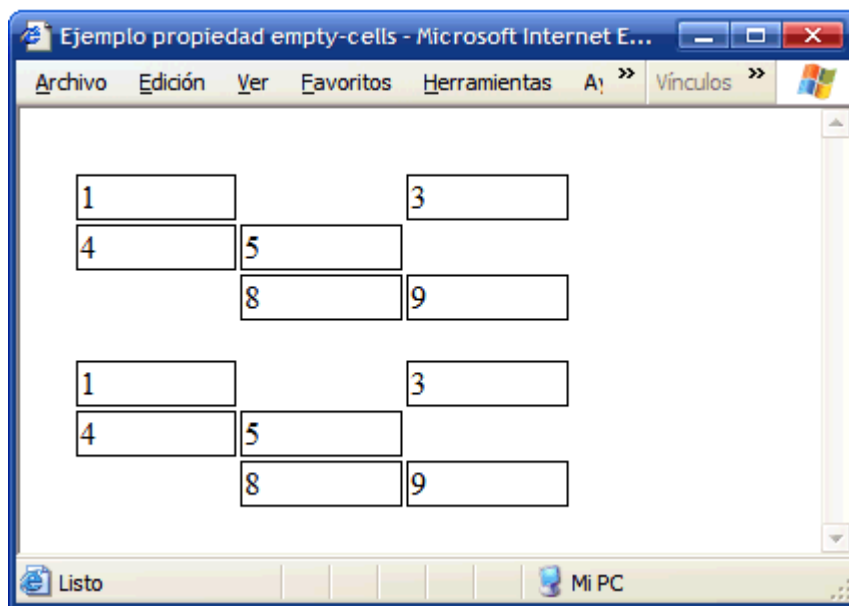 Ejemplo propiedad empty-cells - Microsoft Internet E...
Archivo Edición Ver Favoritos Herramientas Ay » Vínculos »
1 3
4 5
8 9
1 3
4 5
8 9
Listo Mi PC